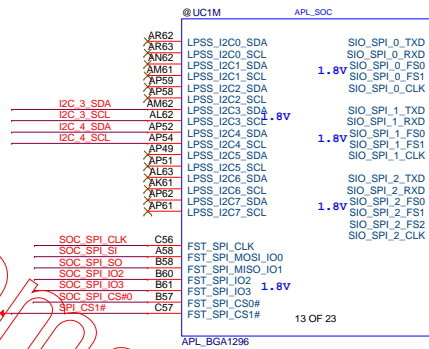 @ UC1M APL_SOC
AR62 LPSS_I2C0_SDA SIO_SPI_0_TXD
AR63 LPSS_I2C0_SCL SIO_SPI_0_RXD
AN62 LPSS_I2C1_SDA SIO_SPI_0_FS0
AM61 LPSS_I2C1_SCL 1.8V SIO_SPI_0_FS1
AP59 LPSS_I2C2_SDA SIO_SPI_0_CLK
AP58 LPSS_I2C2_SCL
I2C_3_SDA AM62 LPSS_I2C3_SDA 1.8V SIO_SPI_1_TXD
I2C_3_SCL AL62 LPSS_I2C3_SCL SIO_SPI_1_RXD
I2C_4_SDA AP52 LPSS_I2C4_SDA 1.8V SIO_SPI_1_FS0
I2C_4_SCL AP54 LPSS_I2C4_SCL SIO_SPI_1_FS1
AP49 LPSS_I2C5_SDA SIO_SPI_1_CLK
AP51 LPSS_I2C5_SCL
AL63 LPSS_I2C6_SDA SIO_SPI_2_TXD
AK61 LPSS_I2C6_SCL SIO_SPI_2_RXD
AP62 LPSS_I2C7_SDA 1.8V SIO_SPI_2_FS0
AP61 LPSS_I2C7_SCL SIO_SPI_2_FS1
SIO_SPI_2_FS2
SIO_SPI_2_CLK
SOC_SPI_CLK C56 FST_SPI_CLK
SOC_SPI_SI A58 FST_SPI_MOSI_IO0
SOC_SPI_SO B58 FST_SPI_MISO_IO1
SOC_SPI_IO2 B60 FST_SPI_IO2
SOC_SPI_IO3 B61 FST_SPI_IO3 1.8V
SOC_SPI_CS#0 B57 FST_SPI_CS0#
SPI_CS1# C57 FST_SPI_CS1# 13 OF 23
APL_BGA1296